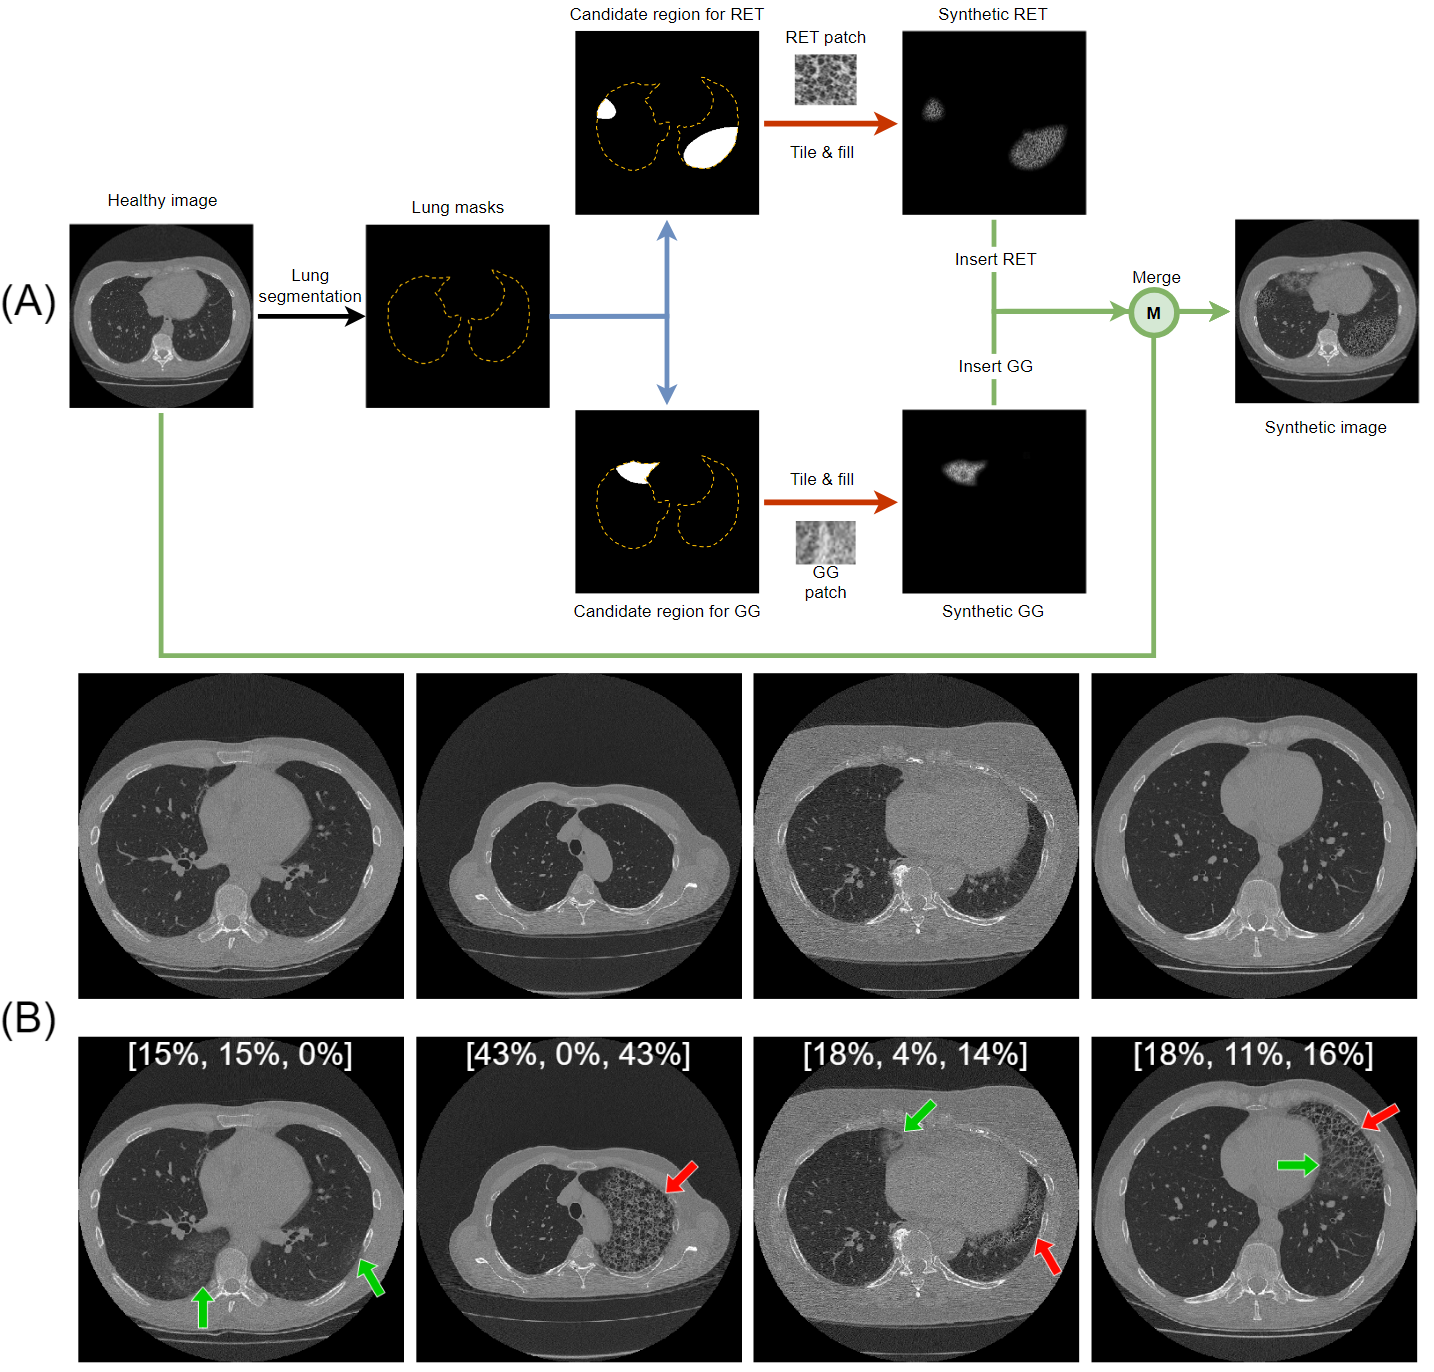 Candidate region for RET
Synthetic RET
RET patch
Tile & fill
Healthy image
Lung masks
Lung
segmentation
(A)
Insert RET
Merge
M
Insert GG
Synthetic image
Tile & fill
GG
patch
Candidate region for GG
Synthetic GG
(B)
[15%, 15%, 0%]
[43%, 0%, 43%]
[18%, 4%, 14%]
[18%, 11%, 16%]